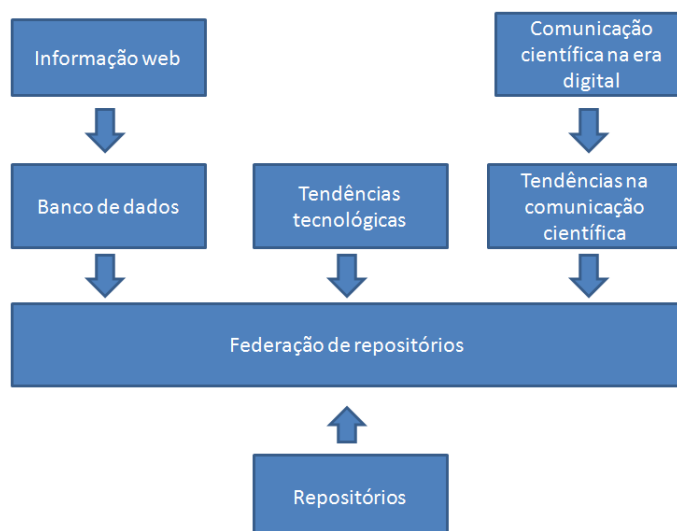 Informação web
Comunicação
científica na era
digital
Banco de dados
Tendências
tecnológicas
Tendências na
comunicação
científica
Federação de repositórios
Repositórios